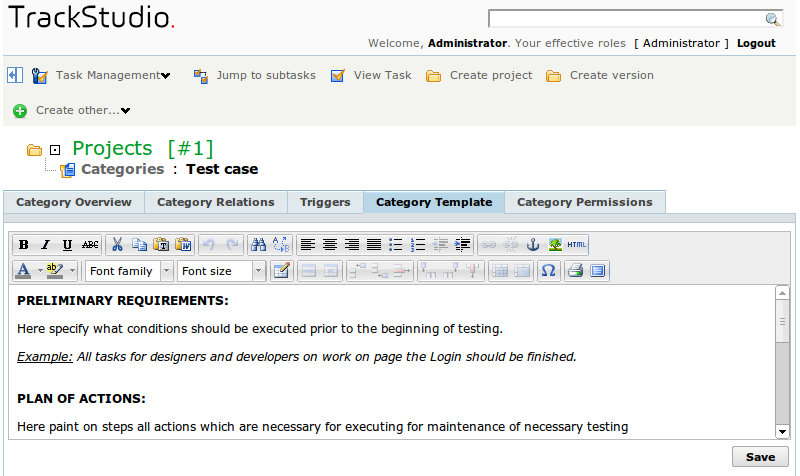 TrackStudio.
Welcome, Administrator. Your effective roles [ Administrator ] Logout
Task Management Jump to subtasks View Task Create project Create version
Create other...
Projects [#1]
Categories : Test case
Category Overview Category Relations Triggers Category Template Category Permissions
B I U ABC HTML
A ab Font family Font size Ω
PRELIMINARY REQUIREMENTS:
Here specify what conditions should be executed prior to the beginning of testing.
Example: All tasks for designers and developers on work on page the Login should be finished.
PLAN OF ACTIONS:
Here paint on steps all actions which are necessary for executing for maintenance of necessary testing
Save